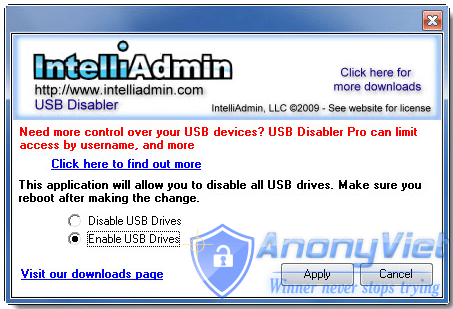 IntelliAdmin
http://www.intelliadmin.com
USB Disabler
Click here for
more downloads
IntelliAdmin, LLC ©2009 - See website for license
Need more control over your USB devices? USB Disabler Pro can limit
access by username, and more
Click here to find out more
This application will allow you to disable all USB drives. Make sure you
reboot after making the change.
Disable USB Drives
Enable USB Drives
AnonyViet
Visit our downloads page
Apply
Cancel
Winner never stops trying